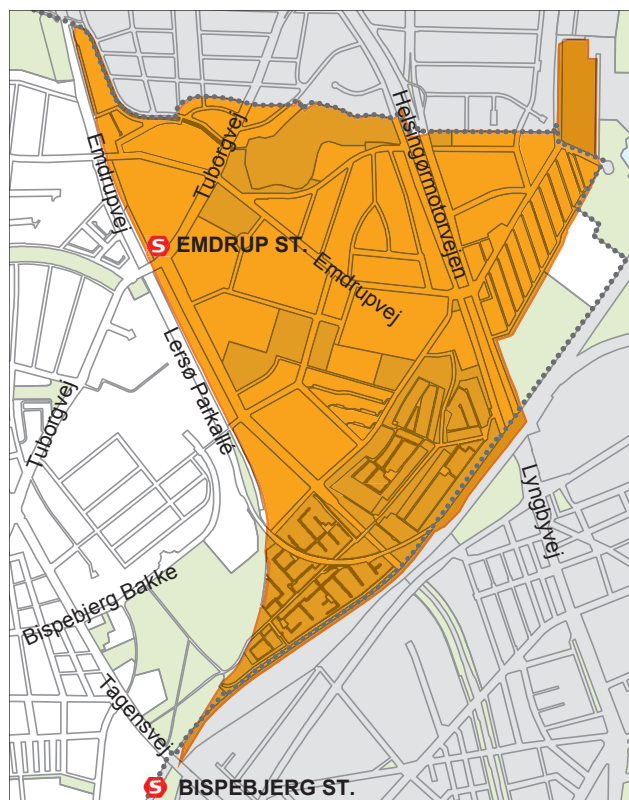 Emdrupvej
Tuborgvej
Helsingørmotorvejen
S EMDRUP ST.
Emdrupvej
Lersø Parkallé
Tuborgvej
Lyngbyvej
Bispebjerg Bakke
Tagensvej
S BISPEBJERG ST.